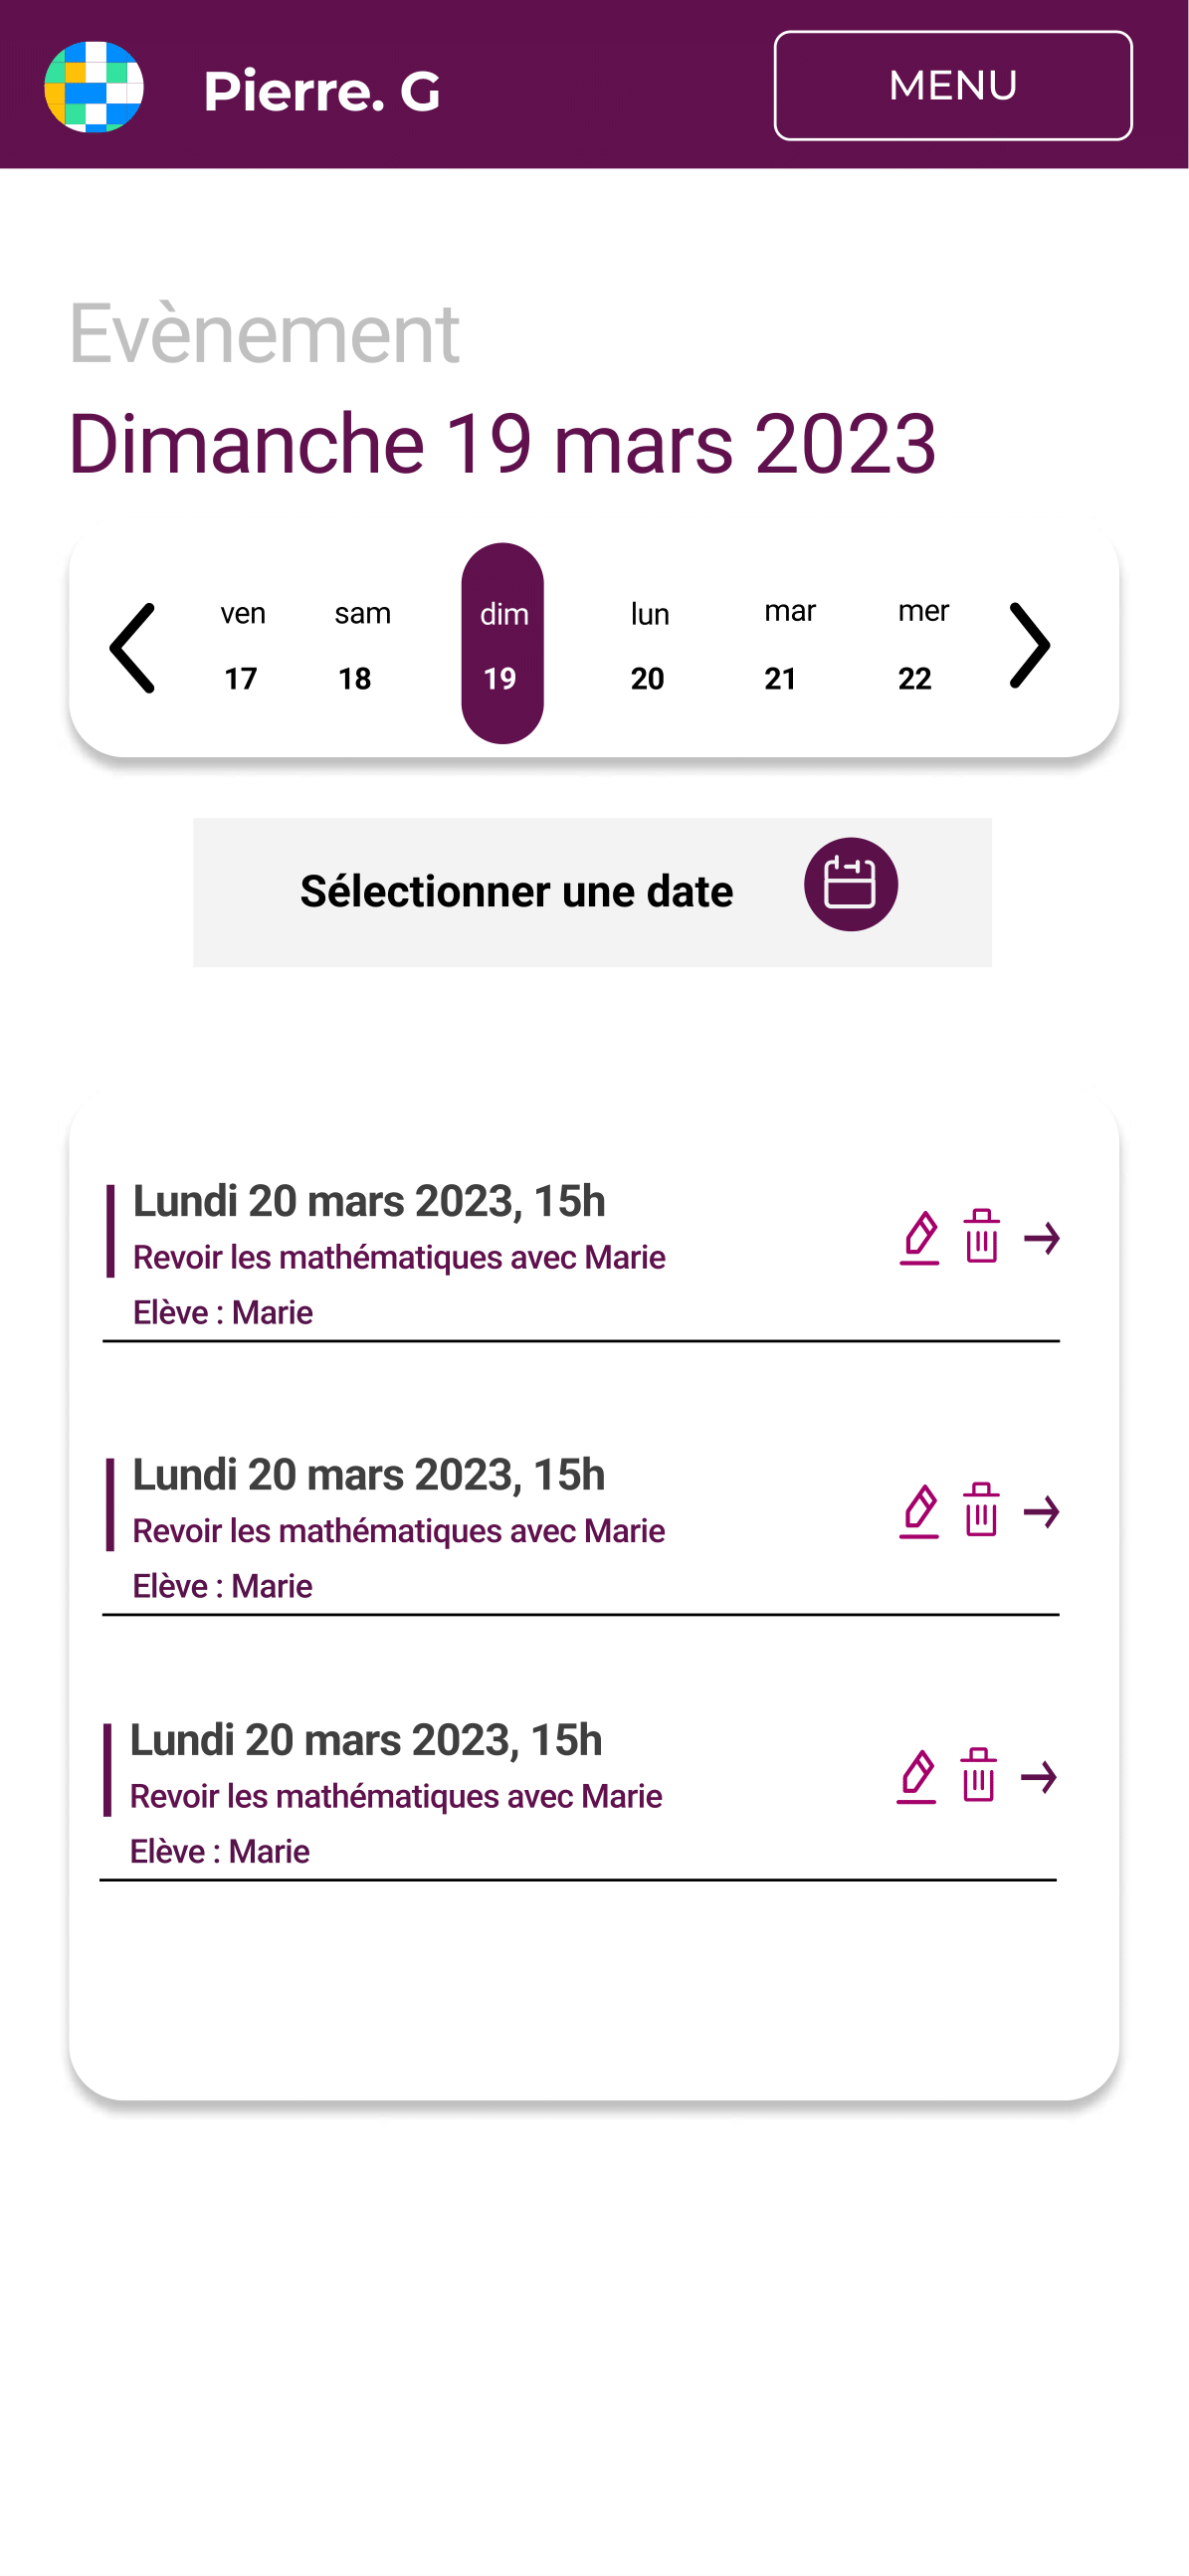 Pierre. G
MENU
Evènement
Dimanche 19 mars 2023
ven sam dim lun mar mer
17 18 19 20 21 22
Sélectionner une date
Lundi 20 mars 2023, 15h
Revoir les mathématiques avec Marie
Elève : Marie
Lundi 20 mars 2023, 15h
Revoir les mathématiques avec Marie
Elève : Marie
Lundi 20 mars 2023, 15h
Revoir les mathématiques avec Marie
Elève : Marie